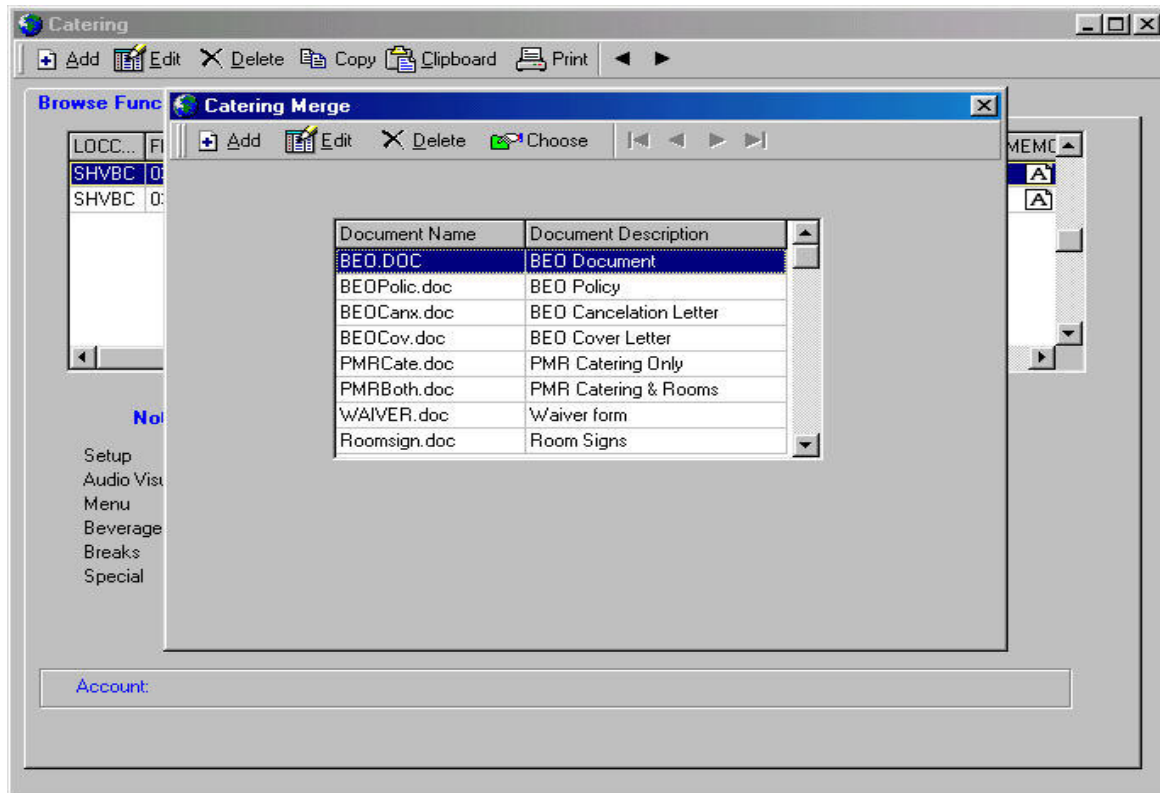 Catering
Add Edit Delete Copy Clipboard Print
Browse Func
Catering Merge
Add Edit Delete Choose
LOCC... MEMO
SHVBC A
SHVBC A
Document Name Document Description
BEO.DOC BEO Document
BEOPolic.doc BEO Policy
BEOCanx.doc BEO Cancelation Letter
BEOCov.doc BEO Cover Letter
PMRCate.doc PMR Catering Only
PMRBoth.doc PMR Catering & Rooms
WAIVER.doc Waiver form
Roomsign.doc Room Signs
Setup
Audio Visu
Menu
Beverage
Breaks
Special
Account: